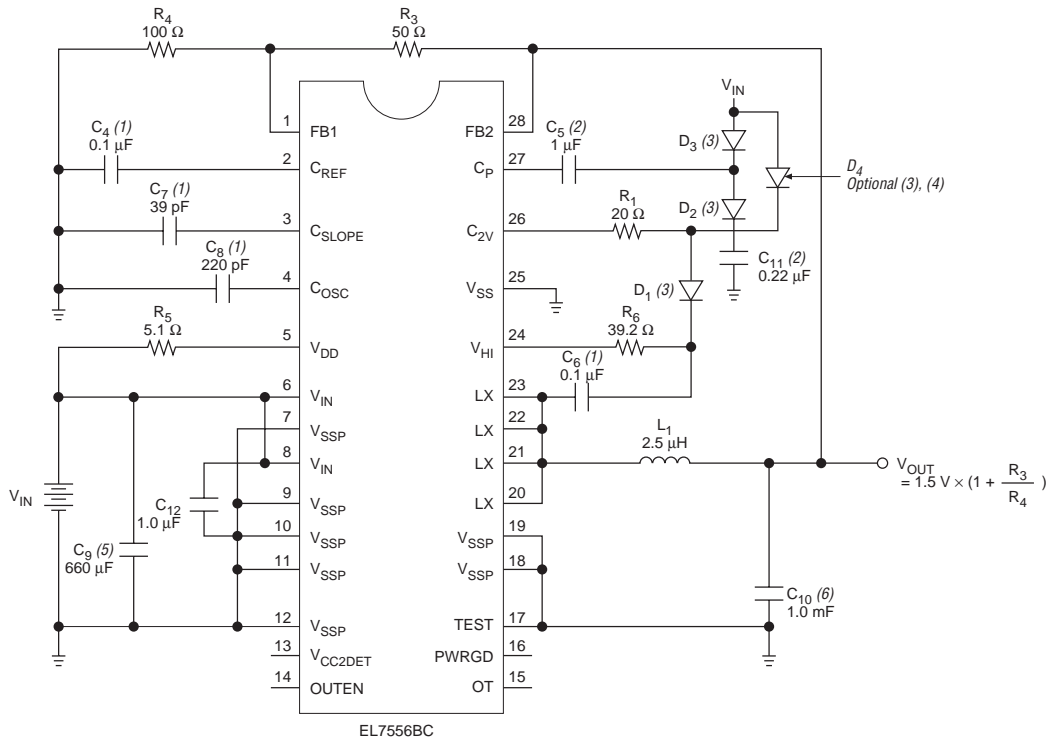 R4
100 Ω
R3
50 Ω
VIN
1
FB1
FB2
28
C4 (1)
0.1 µF
2
CREF
CP
27
C5 (2)
1 µF
D3 (3)
D4
Optional (3), (4)
C7 (1)
39 pF
3
CSLOPE
C2V
26
R1
20 Ω
D2 (3)
C8 (1)
220 pF
4
COSC
VSS
25
C11 (2)
0.22 µF
D1 (3)
R5
5.1 Ω
5
VDD
VHI
24
R6
39.2 Ω
C6 (1)
0.1 µF
6
VIN
LX
23
7
VSSP
LX
22
8
VIN
LX
21
L1
2.5 µH
VOUT
= 1.5 V × (1 + R3/R4 )
VIN
C12
1.0 µF
9
VSSP
LX
20
10
VSSP
VSSP
19
C9 (5)
660 µF
11
VSSP
VSSP
18
C10 (6)
1.0 mF
12
VSSP
TEST
17
13
VCC2DET
PWRGD
16
14
OUTEN
OT
15
EL7556BC